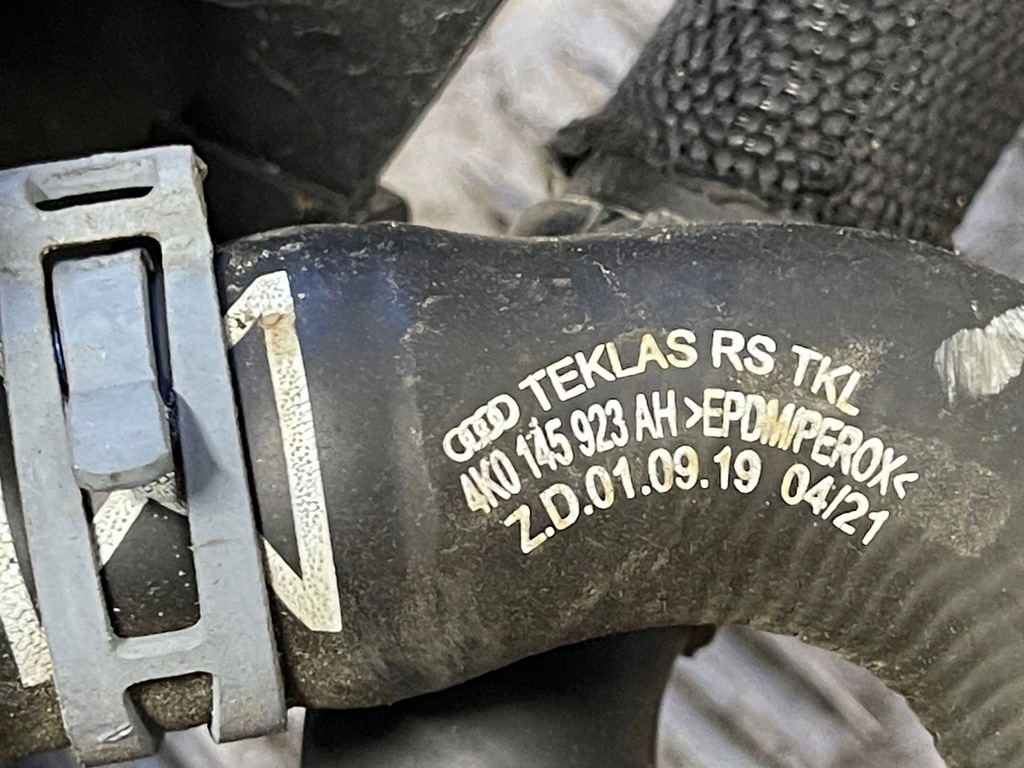 TEKLAS RS TKL
4K0 145 923 AH >EPDM/PEROX<
Z.D.01.09.19 04/21